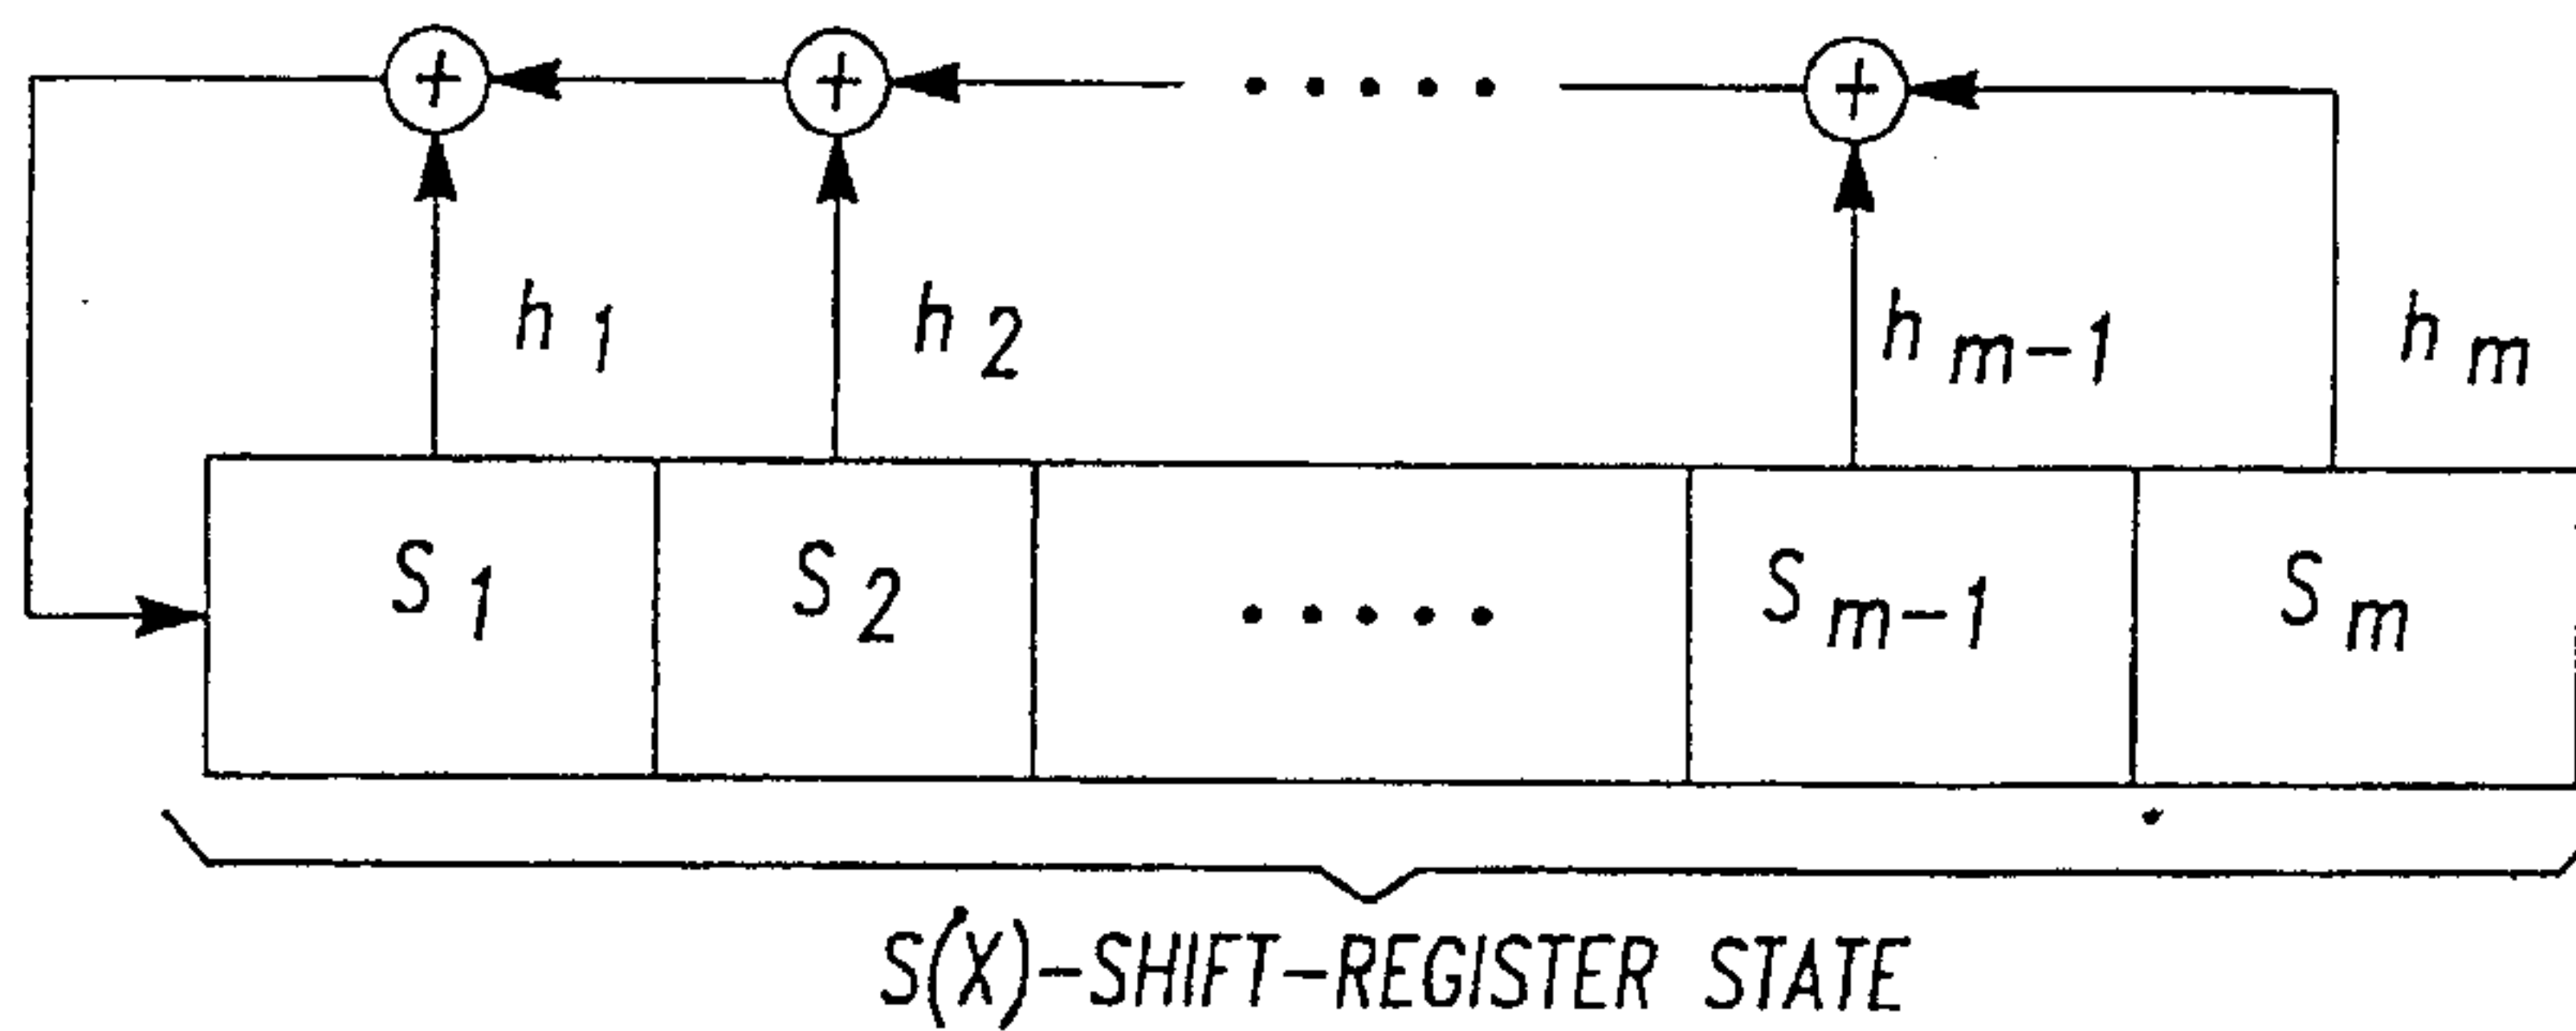 + + ..... +
h 1 h 2 h m-1 h m
S 1 S 2 ..... S m-1 S m
S(X)-SHIFT-REGISTER STATE